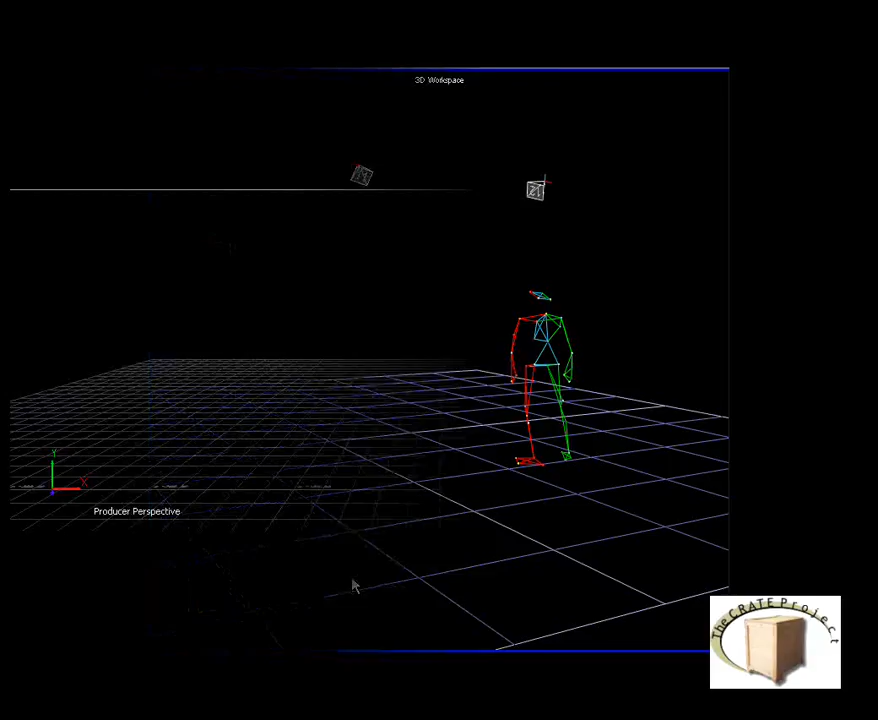 3D Workspace
Y
X
Producer Perspective
The CRATE Project